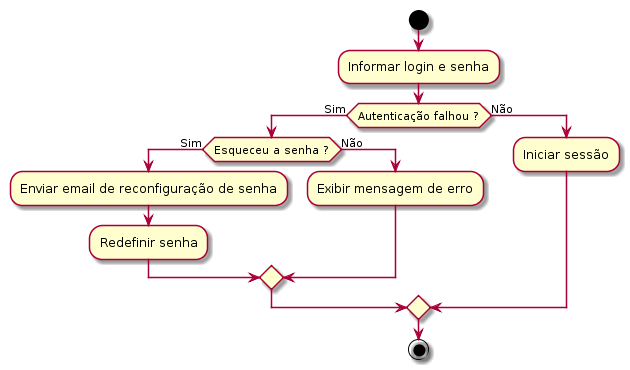 Informar login e senha
Sim
Autenticação falhou ?
Não
Sim
Esqueceu a senha ?
Não
Iniciar sessão
Enviar email de reconfiguração de senha
Exibir mensagem de erro
Redefinir senha